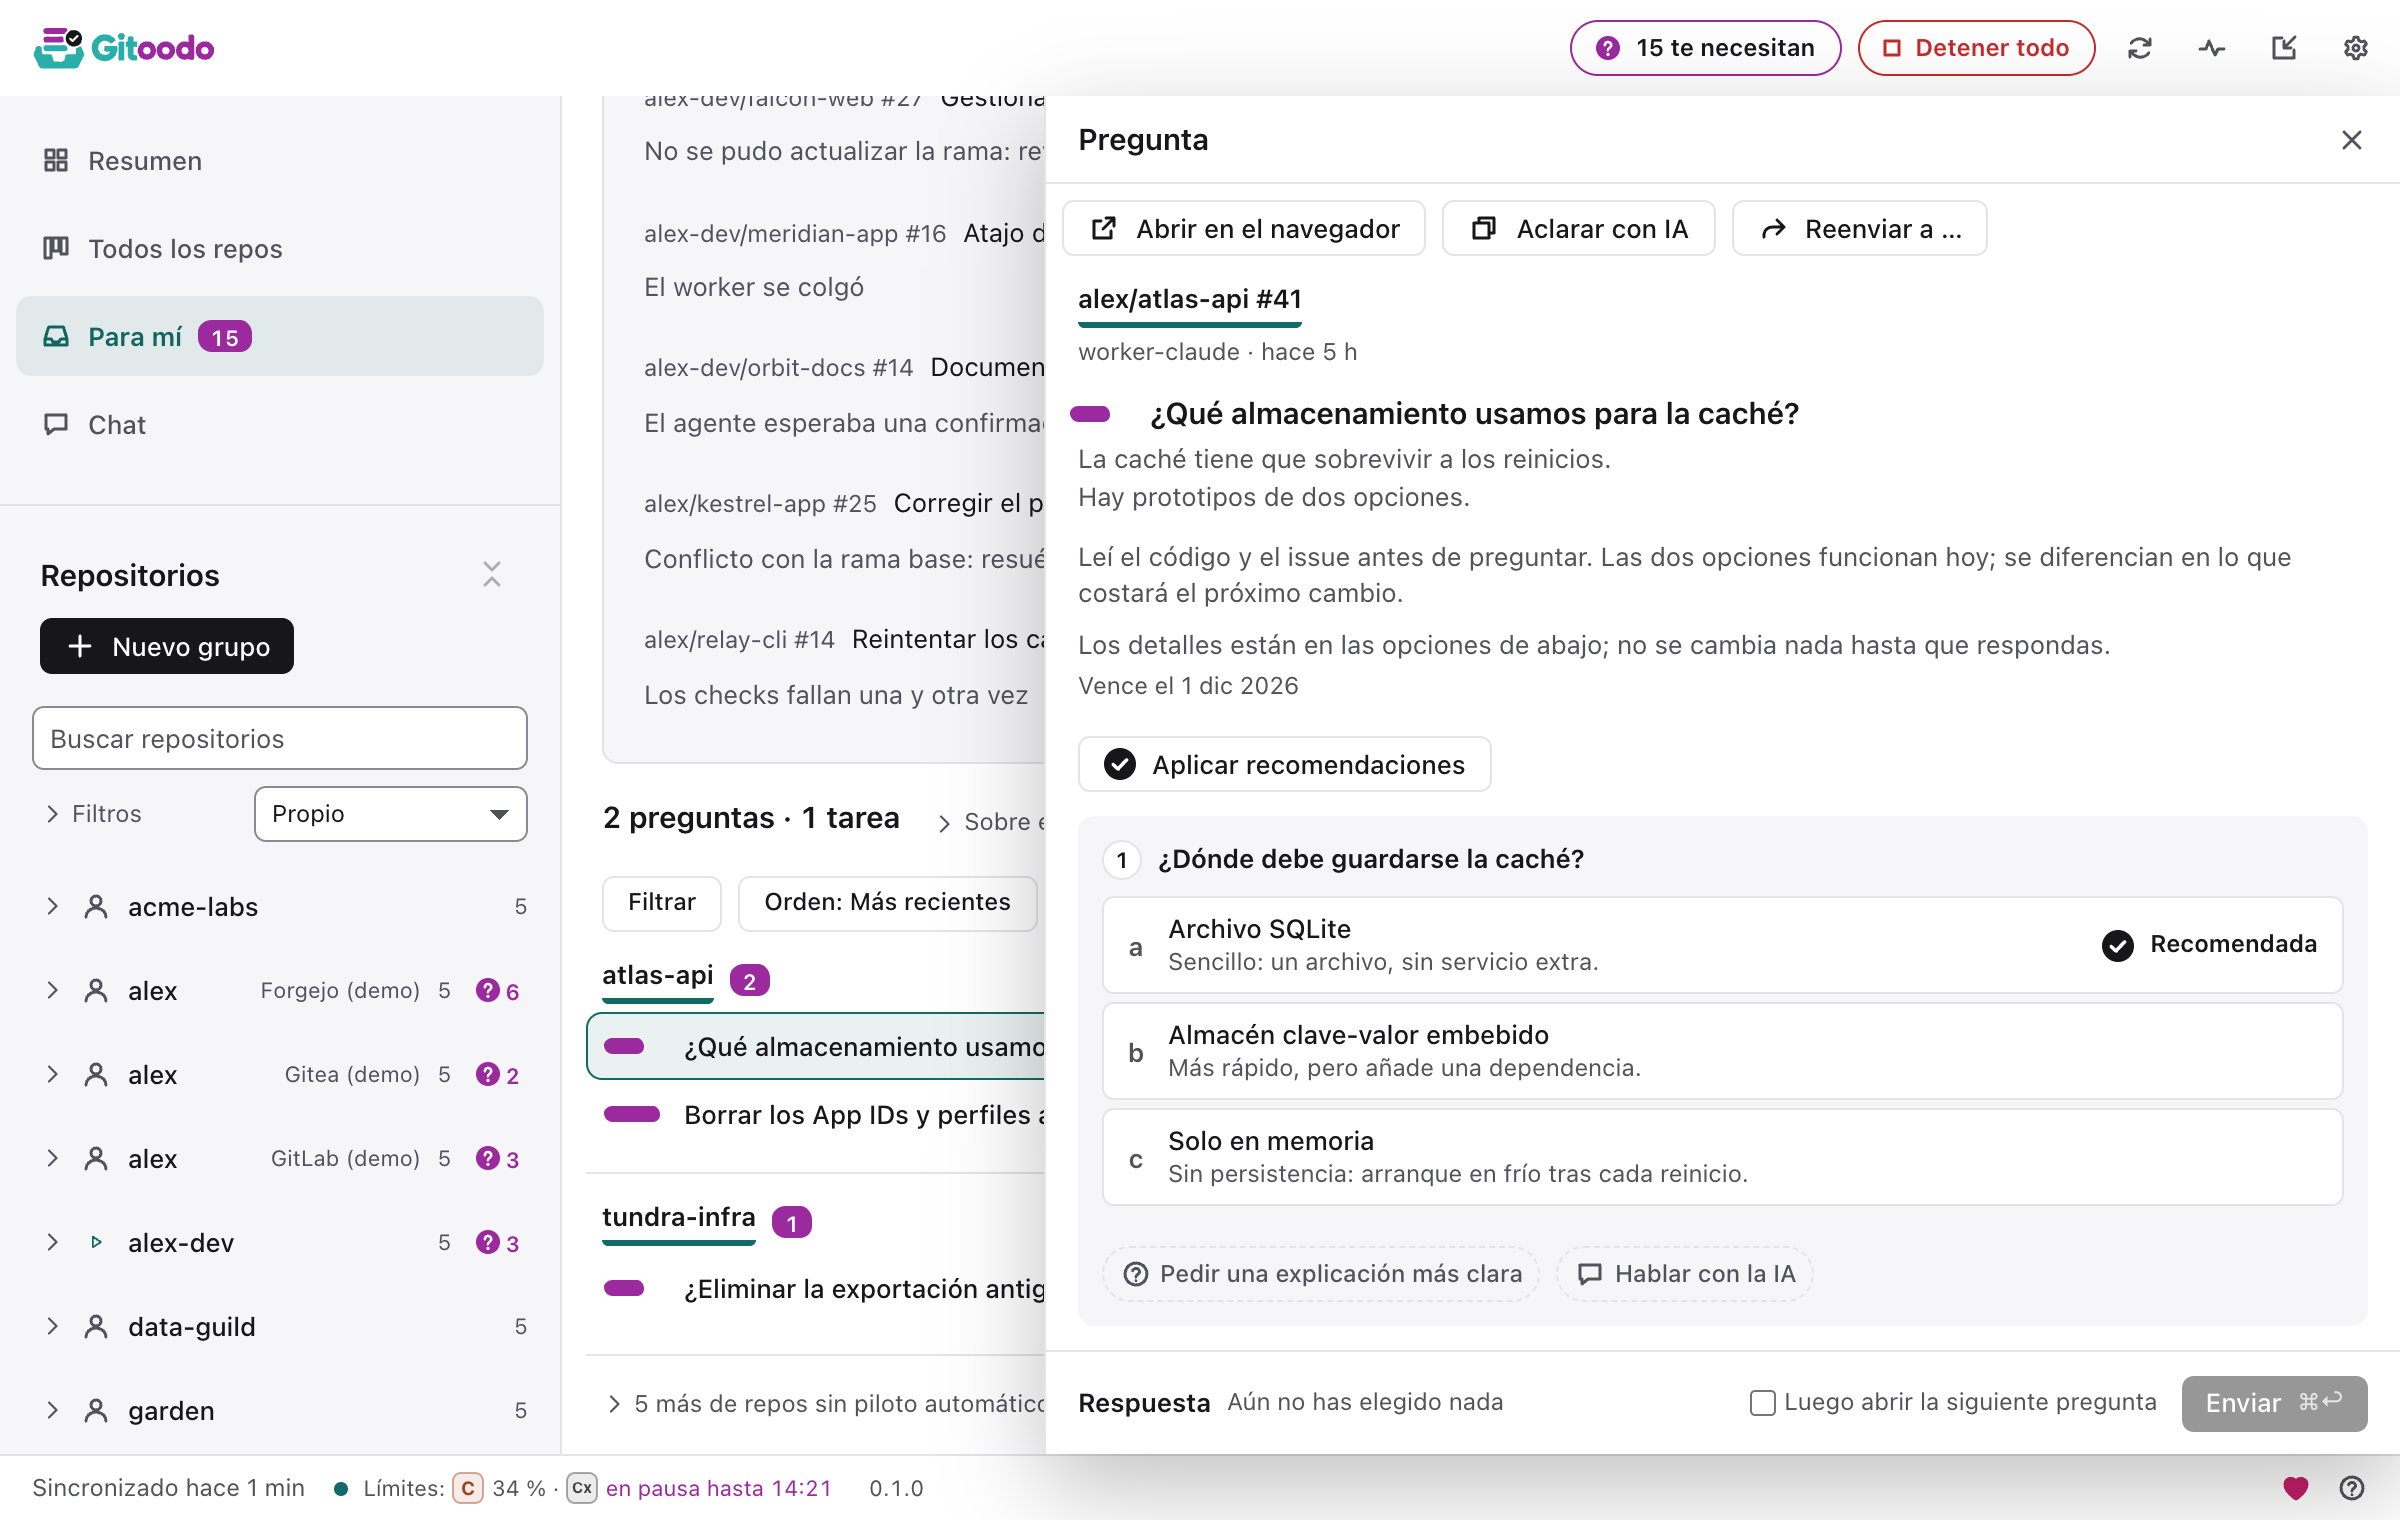 Gitoodo
15 te necesitan
Detener todo
Resumen
Todos los repos
Para mí 15
Chat
Repositorios
Nuevo grupo
Buscar repositorios
Filtros
Propio
acme-labs 5
alex Forgejo (demo) 5 ? 6
alex Gitea (demo) 5 ? 2
alex GitLab (demo) 5 ? 3
alex-dev 5 ? 3
data-guild 5
garden 5
alex-dev/falcon-web #27 Gestiona
No se pudo actualizar la rama:
alex-dev/meridian-app #16 Atajo
El worker se colgó
alex-dev/orbit-docs #14 Documen
El agente esperaba una confirma
alex/kestrel-app #25 Corregir el p
Conflicto con la rama base: resué
alex/relay-cli #14 Reintentar los
Los checks fallan una y otra vez
2 preguntas · 1 tarea
Sobre
Filtrar
Orden: Más recientes
atlas-api 2
¿Qué almacenamiento usamo
Borrar los App IDs y perfiles
tundra-infra 1
¿Eliminar la exportación antig
5 más de repos sin piloto automátic
Pregunta
Abrir en el navegador
Aclarar con IA
Reenviar a ...
alex/atlas-api #41
worker-claude · hace 5 h
¿Qué almacenamiento usamos para la caché?
La caché tiene que sobrevivir a los reinicios.
Hay prototipos de dos opciones.
Leí el código y el issue antes de preguntar. Las dos opciones funcionan hoy; se diferencian en lo que
costará el próximo cambio.
Los detalles están en las opciones de abajo; no se cambia nada hasta que respondas.
Vence el 1 dic 2026
Aplicar recomendaciones
1 ¿Dónde debe guardarse la caché?
a Archivo SQLite
Sencillo: un archivo, sin servicio extra.
Recomendada
b Almacén clave-valor embebido
Más rápido, pero añade una dependencia.
c Solo en memoria
Sin persistencia: arranque en frío tras cada reinicio.
Pedir una explicación más clara
Hablar con la IA
Respuesta Aún no has elegido nada
Luego abrir la siguiente pregunta
Enviar ⌘↩
Sincronizado hace 1 min
Límites: C 34 % · Cx en pausa hasta 14:21
0.1.0